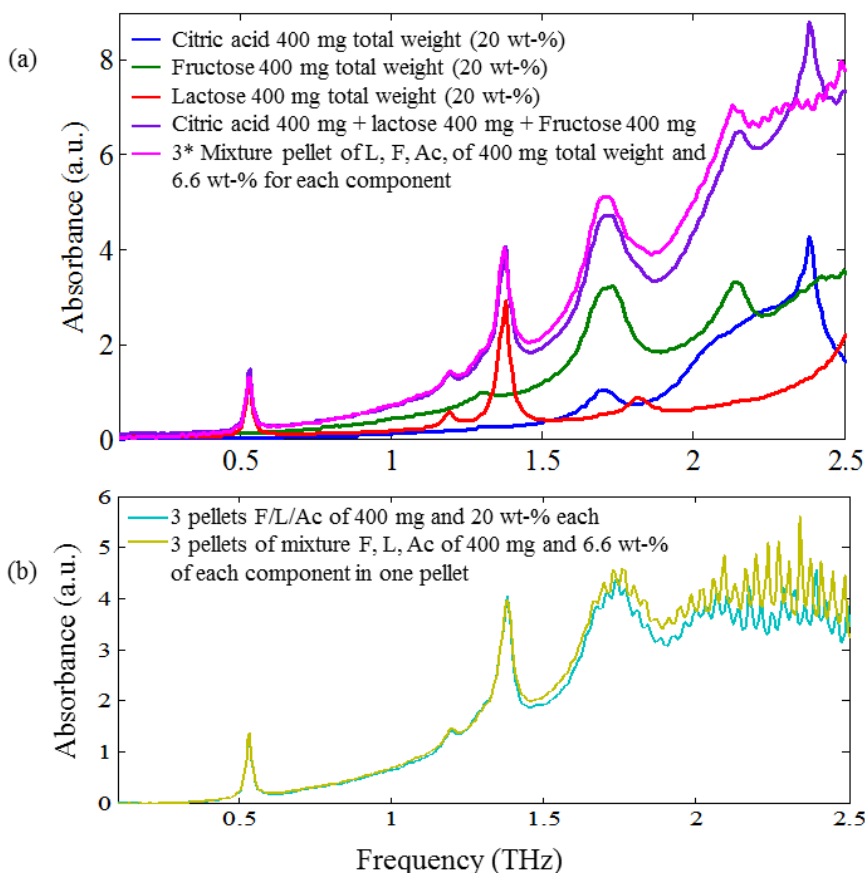 (a)
Absorbance (a.u.)
8
6
4
2
0
Citric acid 400 mg total weight (20 wt-%)
Fructose 400 mg total weight (20 wt-%)
Lactose 400 mg total weight (20 wt-%)
Citric acid 400 mg + lactose 400 mg + Fructose 400 mg
3* Mixture pellet of L, F, Ac, of 400 mg total weight and
6.6 wt-% for each component
0.5 1 1.5 2 2.5
(b)
Absorbance (a.u.)
6
5
4
3
2
1
0
3 pellets F/L/Ac of 400 mg and 20 wt-% each
3 pellets of mixture F, L, Ac of 400 mg and 6.6 wt-%
of each component in one pellet
0.5 1 1.5 2 2.5
Frequency (THz)